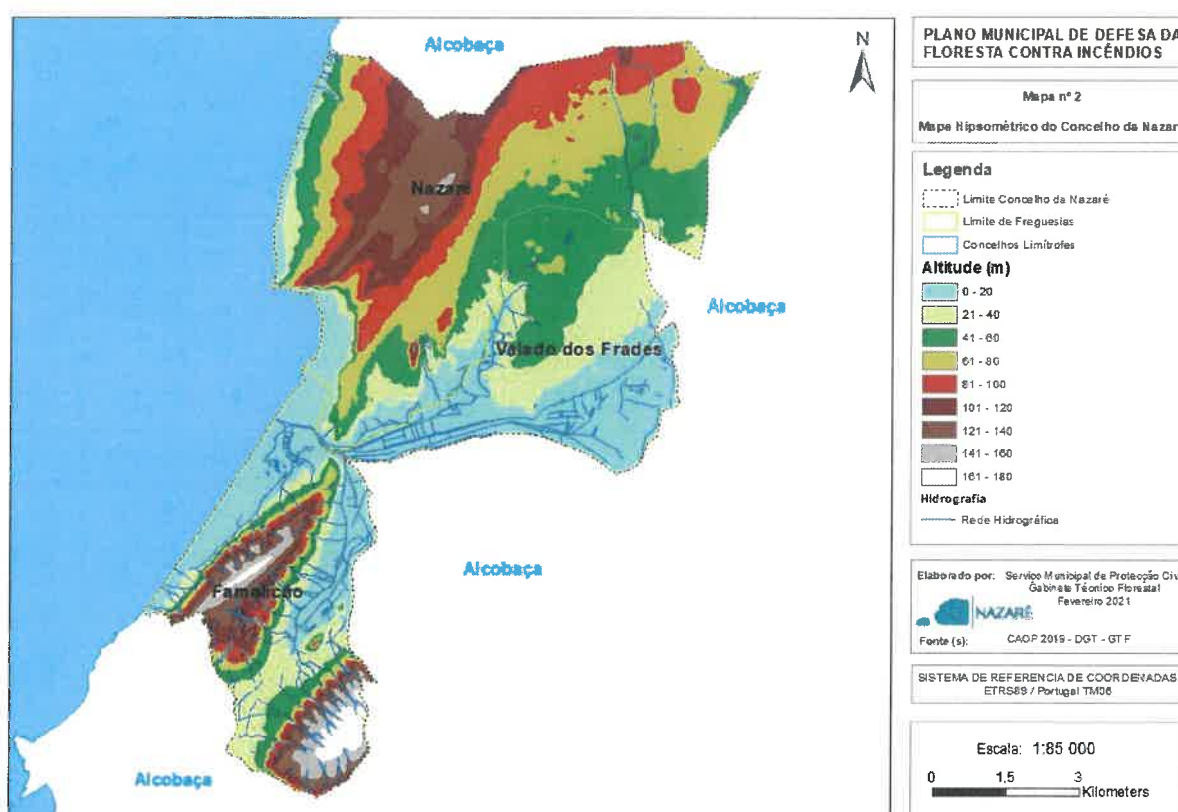 Alcobaça
N
Nazaré
Alcobaça
Valado dos Frades
Alcobaça
Famalicão
Alcobaça
PLANO MUNICIPAL DE DEFESA DA
FLORESTA CONTRA INCÊNDIOS
Mapa nº 2
Mapa Hipsométrico do Concelho da Nazar
Legenda
Limite Concelho da Nazaré
Limite de Freguesias
Concelhos Limítrofes
Altitude (m)
0 - 20
21 - 40
41 - 60
61 - 80
81 - 100
101 - 120
121 - 140
141 - 160
161 - 180
Hidrografia
Rede Hidrográfica
Elaborado por: Serviço Municipal de Protecção Civ
Gabinete Técnico Florestal
Fevereiro 2021
NAZARÉ
Fonte (s): CAOP 2019 - DGT - GTF
SISTEMA DE REFERENCIA DE COORDENADAS
ETRS89 / Portugal TM06
Escala: 1:85 000
0 1,5 3
Kilometers